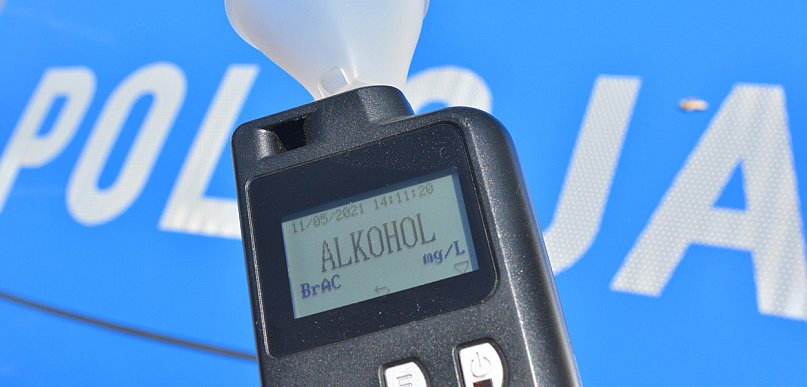 POLICJA
11/05/2021 14:11:20
ALKOHOL
BrAC mg/L